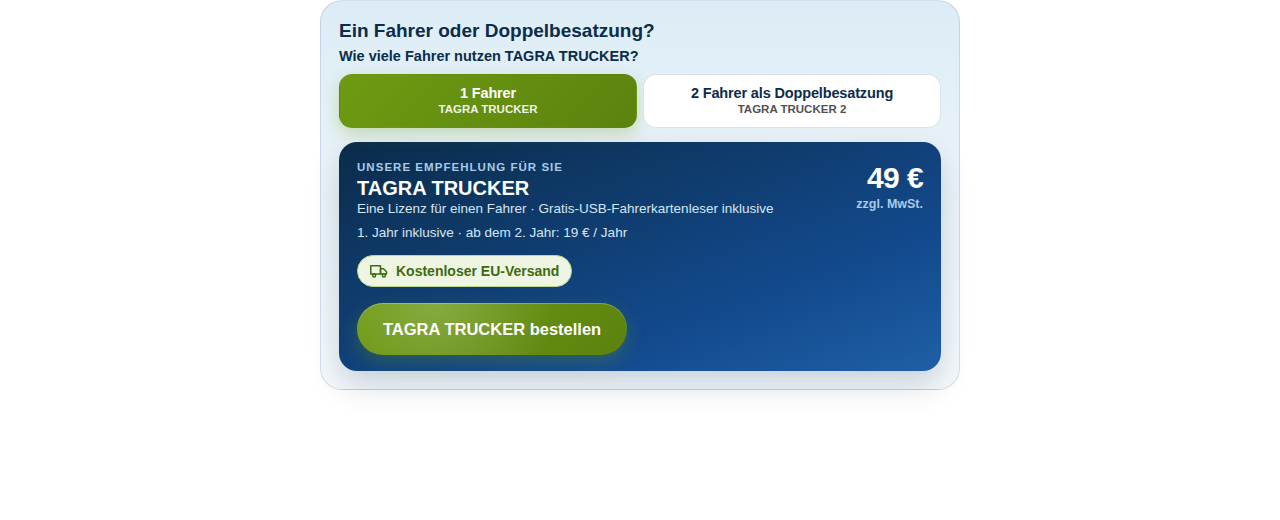 Ein Fahrer oder Doppelbesatzung?
Wie viele Fahrer nutzen TAGRA TRUCKER?
1 Fahrer
TAGRA TRUCKER
2 Fahrer als Doppelbesatzung
TAGRA TRUCKER 2
UNSERE EMPFEHLUNG FÜR SIE
TAGRA TRUCKER
Eine Lizenz für einen Fahrer · Gratis-USB-Fahrerkartenleser inklusive
1. Jahr inklusive · ab dem 2. Jahr: 19 € / Jahr
49 €
zzgl. MwSt.
Kostenloser EU-Versand
TAGRA TRUCKER bestellen